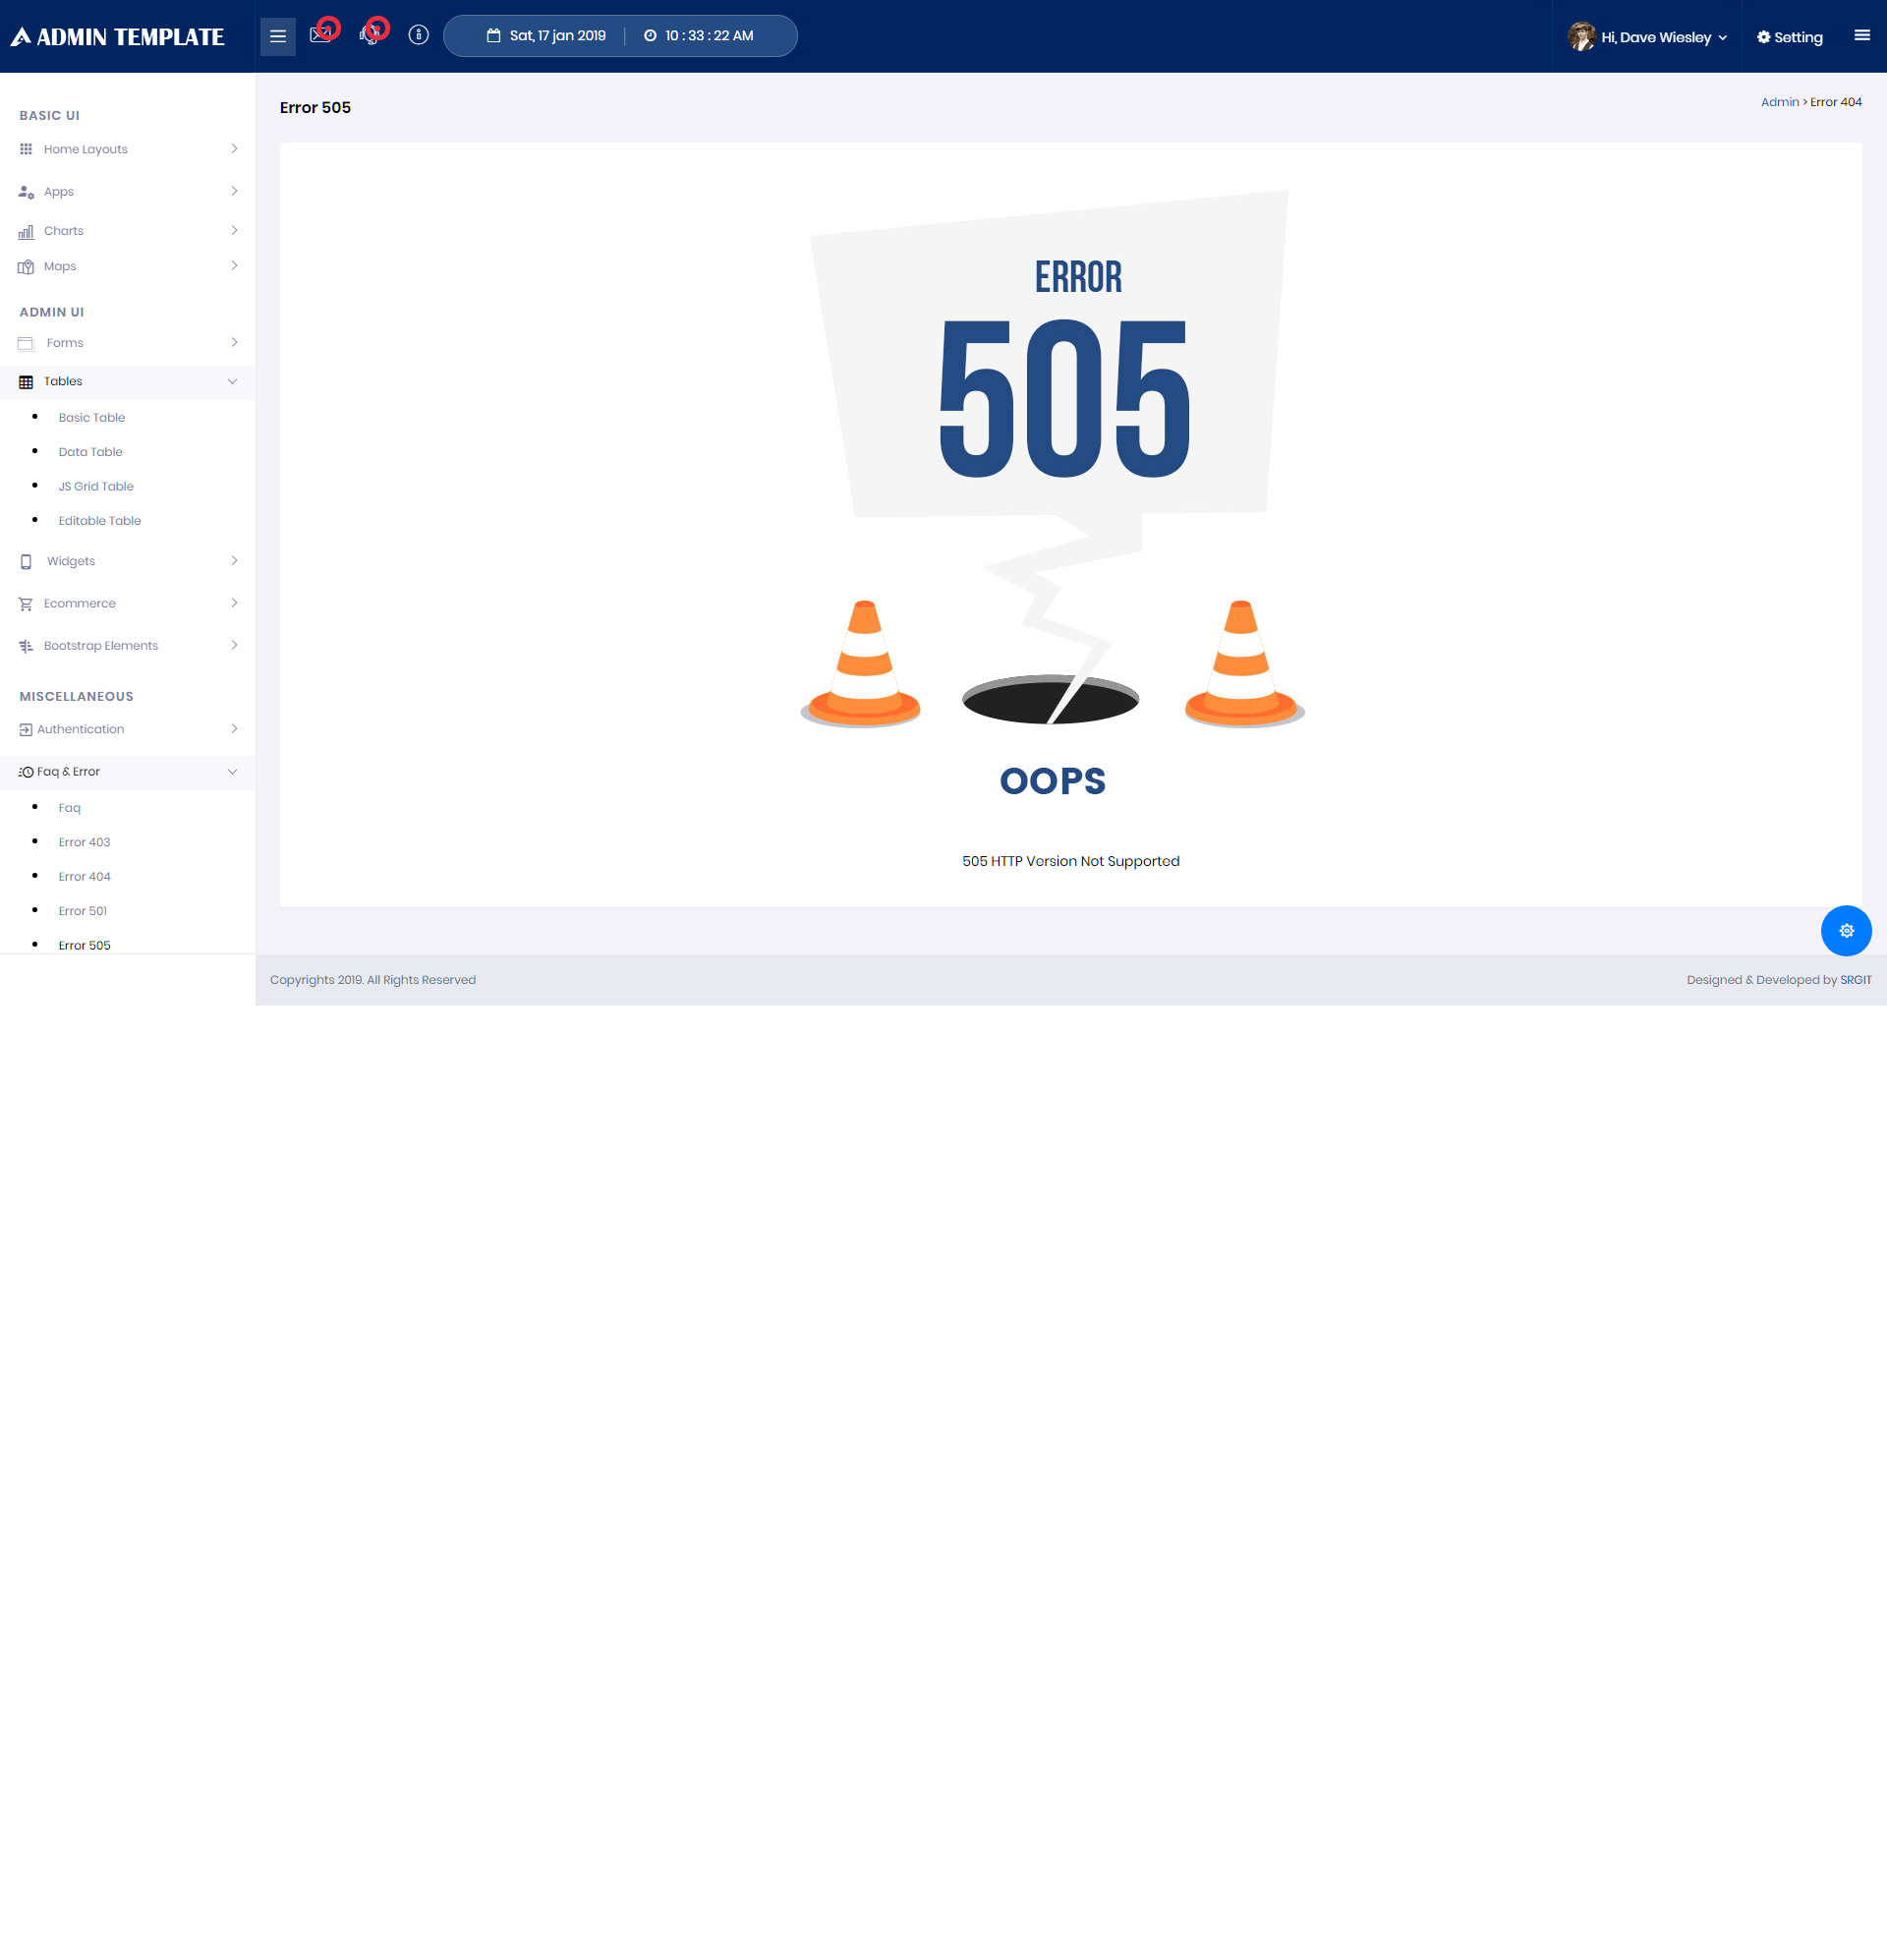 ADMIN TEMPLATE
Sat, 17 jan 2019
10 : 33 : 22 AM
Hi, Dave Wiesley
Setting
BASIC UI
Home Layouts
Apps
Charts
Maps
ADMIN UI
Forms
Tables
Basic Table
Data Table
JS Grid Table
Editable Table
Widgets
Ecommerce
Bootstrap Elements
MISCELLANEOUS
Authentication
Faq & Error
Faq
Error 403
Error 404
Error 501
Error 505
Error 505
Admin > Error 404
ERROR
505
OOPS
505 HTTP Version Not Supported
Copyrights 2019. All Rights Reserved
Designed & Developed by SRGIT